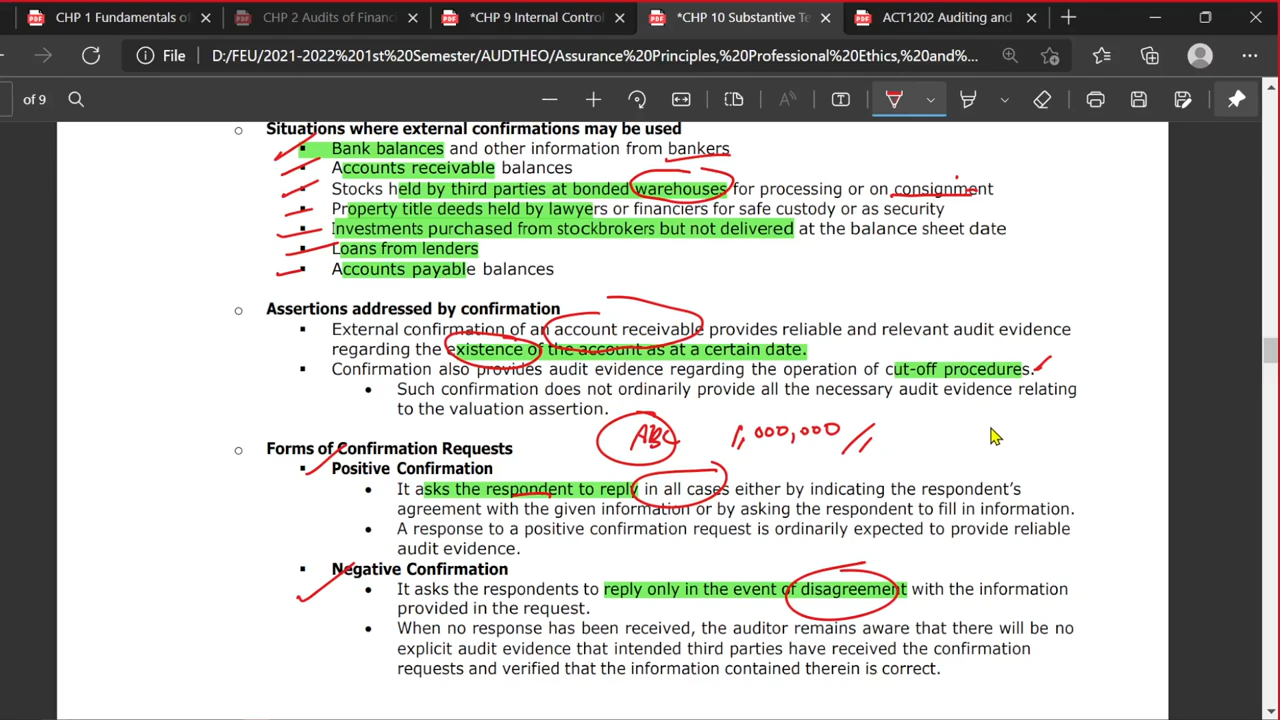 CHP 1 Fundamentals of
CHP 2 Audits of Financ
*CHP 9 Internal Control
*CHP 10 Substantive Te
ACT1202 Auditing and
File
D:/FEU/2021-2022%201st%20Semester/AUDTHEO/Assurance%20Principles,%20Professional%20Ethics,%20and%...
of 9
Situations where external confirmations may be used
Bank balances and other information from bankers
Accounts receivable balances
Stocks held by third parties at bonded warehouses for processing or on consignment
Property title deeds held by lawyers or financiers for safe custody or as security
Investments purchased from stockbrokers but not delivered at the balance sheet date
Loans from lenders
Accounts payable balances
Assertions addressed by confirmation
External confirmation of an account receivable provides reliable and relevant audit evidence
regarding the existence of the account as at a certain date.
Confirmation also provides audit evidence regarding the operation of cut-off procedures.
Such confirmation does not ordinarily provide all the necessary audit evidence relating
to the valuation assertion.
ABC 1,000,000
Forms of Confirmation Requests
Positive Confirmation
It asks the respondent to reply in all cases either by indicating the respondent's
agreement with the given information or by asking the respondent to fill in information.
A response to a positive confirmation request is ordinarily expected to provide reliable
audit evidence.
Negative Confirmation
It asks the respondents to reply only in the event of disagreement with the information
provided in the request.
When no response has been received, the auditor remains aware that there will be no
explicit audit evidence that intended third parties have received the confirmation
requests and verified that the information contained therein is correct.